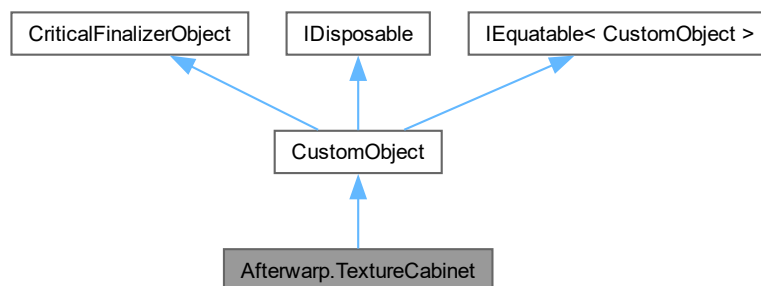 CriticalFinalizerObject
IDisposable
IEquatable< CustomObject >
CustomObject
Afterwarp.TextureCabinet